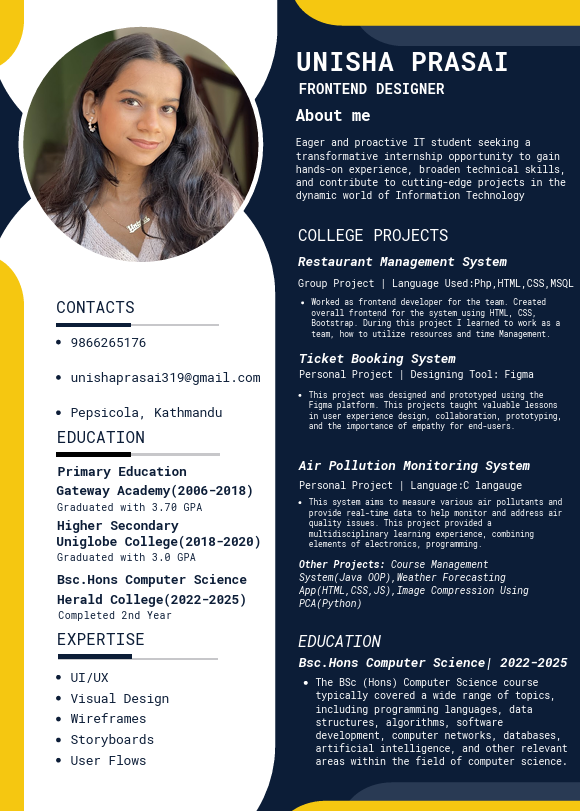 UNISHA PRASAI
FRONTEND DESIGNER
About me
Eager and proactive IT student seeking a
transformative internship opportunity to gain
hands-on experience, broaden technical skills,
and contribute to cutting-edge projects in the
dynamic world of Information Technology
COLLEGE PROJECTS
Restaurant Management System
Group Project | Language Used:Php,HTML,CSS,MSQL
• Worked as frontend developer for the team. Created
overall frontend for the system using HTML, CSS,
Bootstrap. During this project I learned to work as a
team, how to utilize resources and time Management.
Ticket Booking System
Personal Project | Designing Tool: Figma
• This project was designed and prototyped using the
Figma platform. This projects taught valuable lessons
in user experience design, collaboration, prototyping,
and the importance of empathy for end-users.
Air Pollution Monitoring System
Personal Project | Language:C langauge
• This system aims to measure various air pollutants and
provide real-time data to help monitor and address air
quality issues. This project provided a
multidisciplinary learning experience, combining
elements of electronics, programming.
Other Projects: Course Management
System(Java OOP),Weather Forecasting
App(HTML,CSS,JS),Image Compression Using
PCA(Python)
EDUCATION
Bsc.Hons Computer Science| 2022-2025
• The BSc (Hons) Computer Science course
typically covered a wide range of topics,
including programming languages, data
structures, algorithms, software
development, computer networks, databases,
artificial intelligence, and other relevant
areas within the field of computer science.
CONTACTS
• 9866265176
• unishaprasai319@gmail.com
• Pepsicola, Kathmandu
EDUCATION
Primary Education
Gateway Academy(2006-2018)
Graduated with 3.70 GPA
Higher Secondary
Uniglobe College(2018-2020)
Graduated with 3.0 GPA
Bsc.Hons Computer Science
Herald College(2022-2025)
Completed 2nd Year
EXPERTISE
• UI/UX
• Visual Design
• Wireframes
• Storyboards
• User Flows